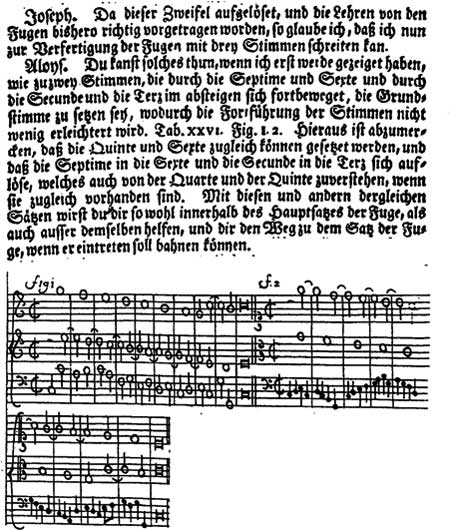 Joseph. Da dieser Zweifel aufgelöset, und die Lehren von den
Fugen bishero richtig vorgetragen worden, so glaube ich, daß ich nun
zur Verfertigung der Fugen mit drey Stimmen schreiten kan.
Aloys. Du kanst solches thun, wenn ich erst werde gezeiget haben,
wie zu zwey Stimmen, die durch die Septime und Sexte und durch
die Secunde und die Terz im absteigen sich fortbeweget, die Grund-
stimme zu setzen sey, wodurch die Fortführung der Stimmen nicht
wenig erleichtert wird. Tab. XXVI. Fig. 1. 2. Hieraus ist abzumer-
cken, daß die Quinte und Sexte zugleich können gesetzet werden, und
daß die Septime in die Sexte und die Secunde in die Terz sich auf-
löse, welches auch von der Quarte und der Quinte zuverstehen, wenn
sie zugleich vorhanden sind. Mit diesen und andern dergleichen
Sätzen wirst du dir so wohl innerhalb des Hauptsatzes der Fuge, als
auch ausser demselben helfen, und dir den Weg zu dem Satz der Fu-
ge, wenn er eintreten soll bahnen können.
fig 1
f. 2